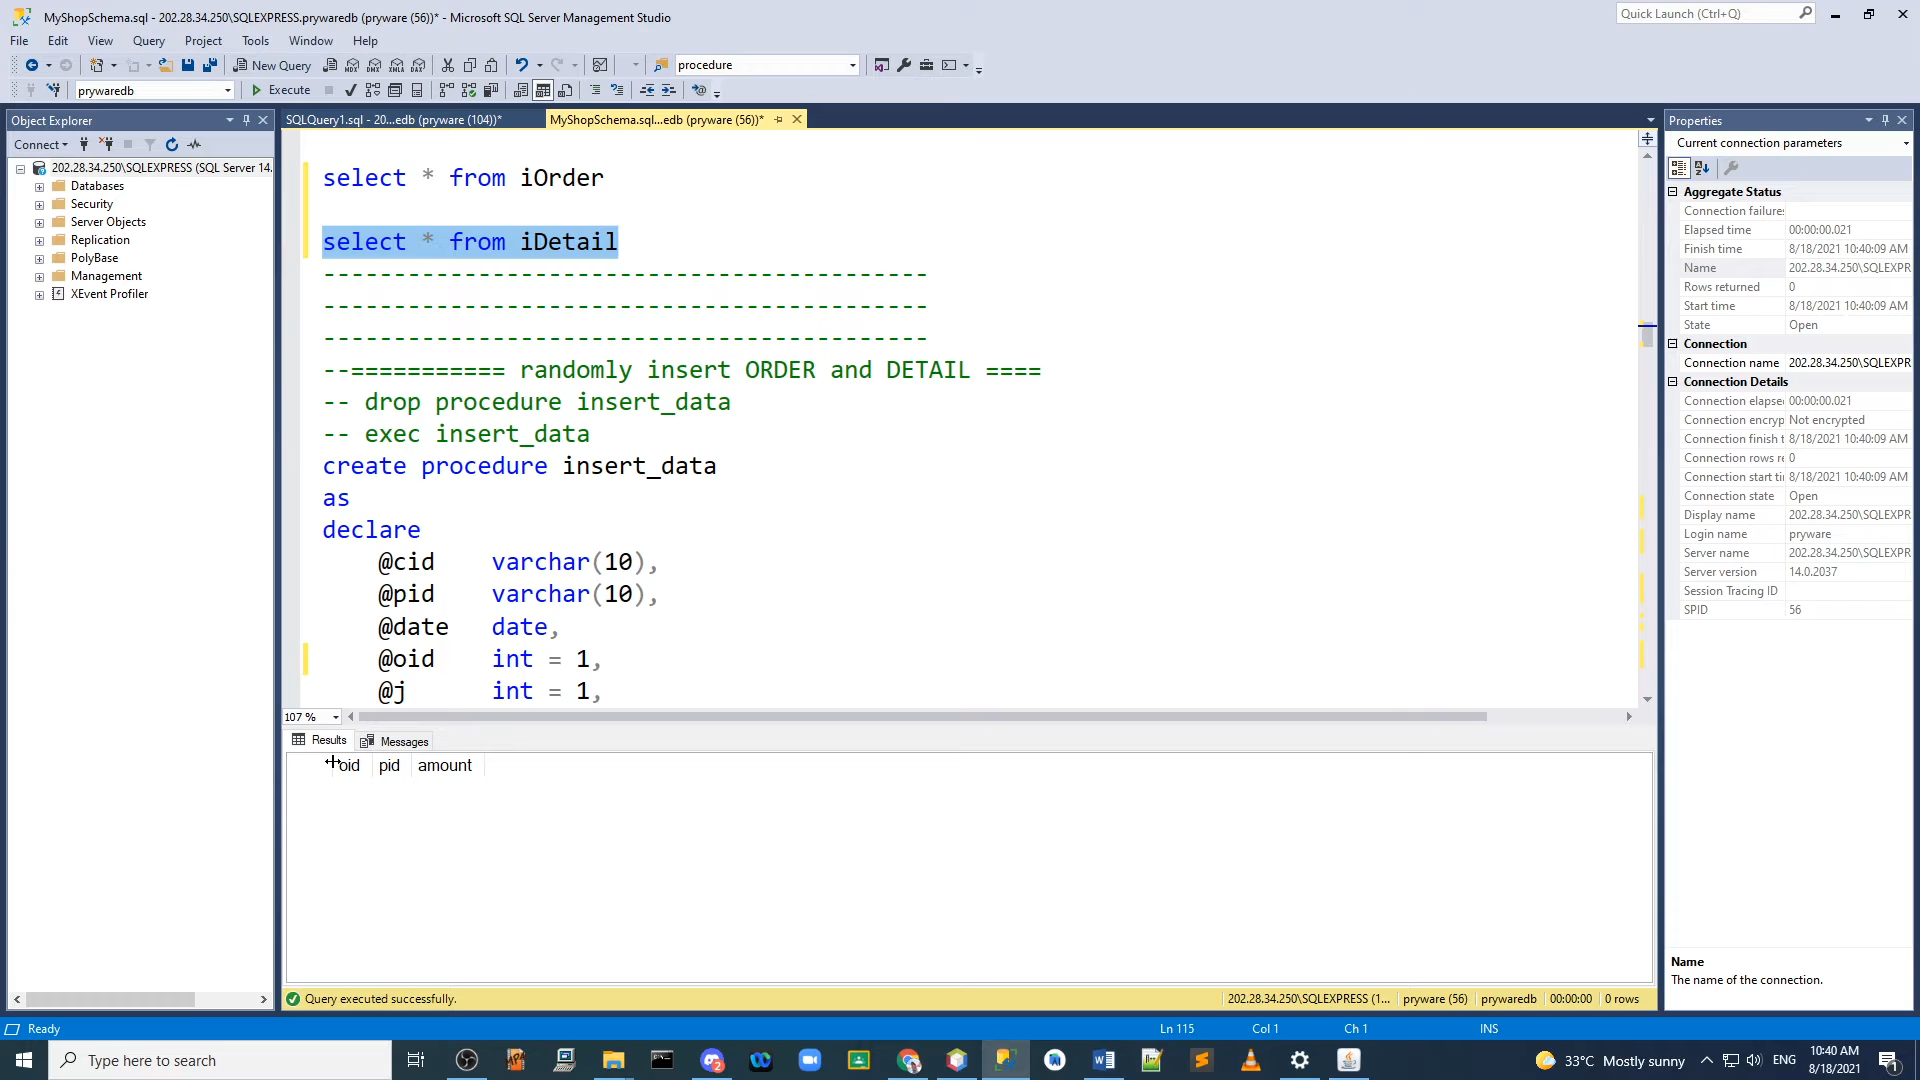 MyShopSchema.sql - 202.28.34.250\SQLEXPRESS.prywaredb (pryware (56))* - Microsoft SQL Server Management Studio
Quick Launch (Ctrl+Q)
File Edit View Query Project Tools Window Help
New Query
procedure
prywaredb
Execute
Object Explorer
SQLQuery1.sql - 20...edb (pryware (104))*
MyShopSchema.sql...edb (pryware (56))*
Properties
Connect
Current connection parameters
202.28.34.250\SQLEXPRESS (SQL Server 14.
Databases
Security
Server Objects
Replication
PolyBase
Management
XEvent Profiler
select * from iOrder
select * from iDetail
-------------------------------------------
-------------------------------------------
-------------------------------------------
--=========== randomly insert ORDER and DETAIL ====
-- drop procedure insert_data
-- exec insert_data
create procedure insert_data
as
declare
@cid varchar(10),
@pid varchar(10),
@date date,
@oid int = 1,
@j int = 1,
107 %
Results Messages
oid pid amount
Query executed successfully.
202.28.34.250\SQLEXPRESS (1... pryware (56) prywaredb 00:00:00 0 rows
Aggregate Status
Connection failures
Elapsed time 00:00:00.021
Finish time 8/18/2021 10:40:09 AM
Name 202.28.34.250\SQLEXPR
Rows returned 0
Start time 8/18/2021 10:40:09 AM
State Open
Connection
Connection name 202.28.34.250\SQLEXPR
Connection Details
Connection elapse 00:00:00.021
Connection encryp Not encrypted
Connection finish t 8/18/2021 10:40:09 AM
Connection rows re 0
Connection start ti 8/18/2021 10:40:09 AM
Connection state Open
Display name 202.28.34.250\SQLEXPR
Login name pryware
Server name 202.28.34.250\SQLEXPR
Server version 14.0.2037
Session Tracing ID
SPID 56
Name
The name of the connection.
Ready
Ln 115 Col 1 Ch 1 INS
Type here to search
33°C Mostly sunny
ENG
10:40 AM
8/18/2021